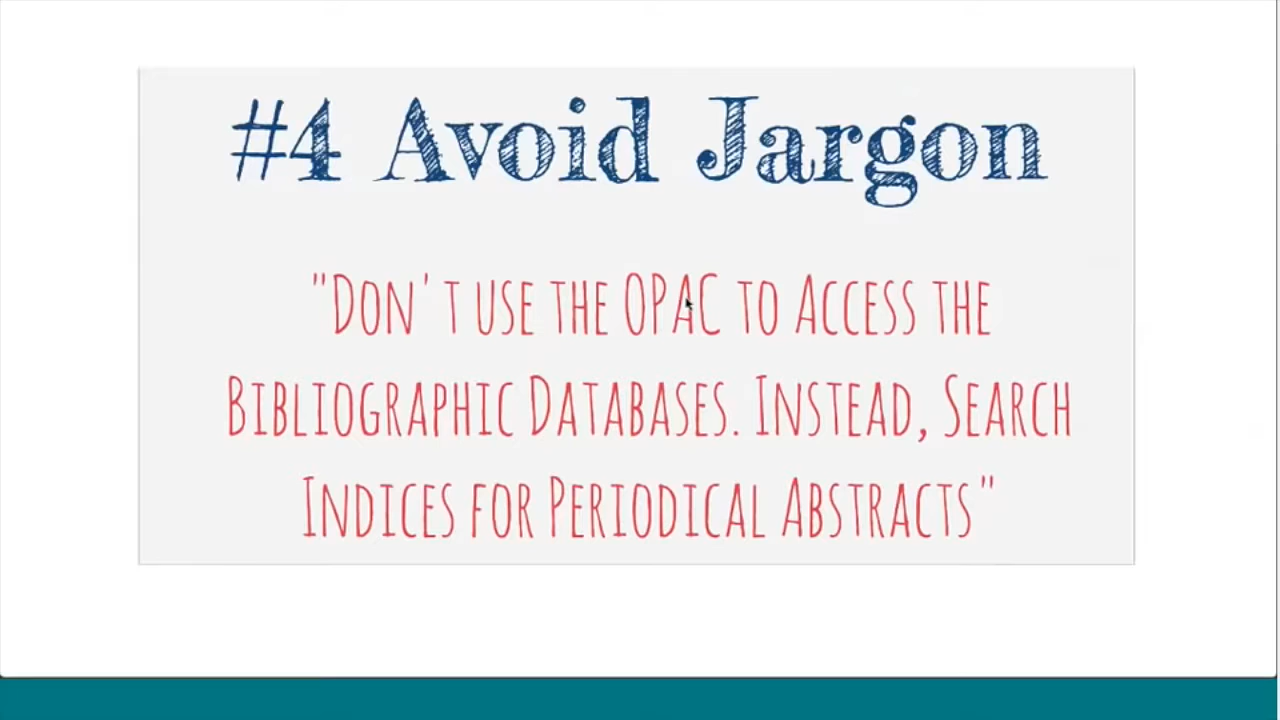 #4 Avoid Jargon
"Don't use the OPAC to Access the
Bibliographic Databases. Instead, Search
Indices for Periodical Abstracts"